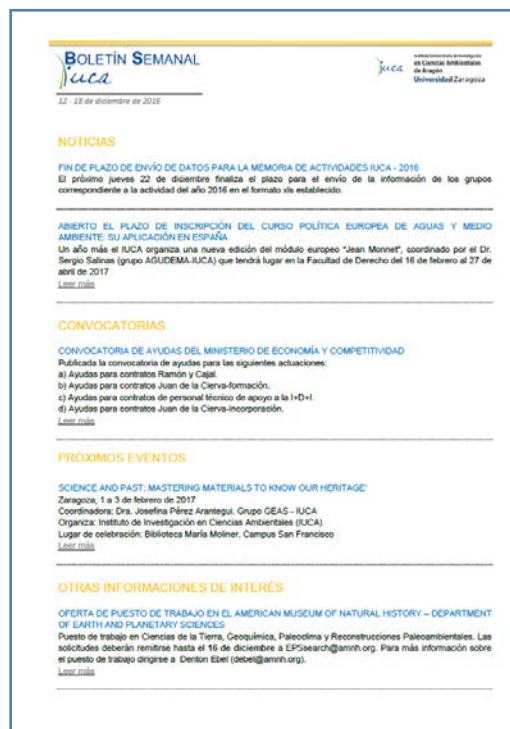 BOLETÍN SEMANAL
iuca
12 - 18 de diciembre de 2016
iuca
Instituto Universitario de Investigación
en Ciencias Ambientales
de Aragón
Universidad Zaragoza
NOTICIAS
FIN DE PLAZO DE ENVÍO DE DATOS PARA LA MEMORIA DE ACTIVIDADES IUCA - 2016
El próximo jueves 22 de diciembre finaliza el plazo para el envío de la información de los grupos
correspondiente a la actividad del año 2016 en el formato xls establecido.
ABIERTO EL PLAZO DE INSCRIPCIÓN DEL CURSO POLÍTICA EUROPEA DE AGUAS Y MEDIO
AMBIENTE: SU APLICACIÓN EN ESPAÑA
Un año más el IUCA organiza una nueva edición del módulo europeo "Jean Monnet", coordinado por el Dr.
Sergio Salinas (grupo AGUDEMA-IUCA) que tendrá lugar en la Facultad de Derecho del 16 de febrero al 27 de
abril de 2017
Leer más
CONVOCATORIAS
CONVOCATORIA DE AYUDAS DEL MINISTERIO DE ECONOMÍA Y COMPETITIVIDAD
Publicada la convocatoria de ayudas para las siguientes actuaciones:
a) Ayudas para contratos Ramón y Cajal.
b) Ayudas para contratos Juan de la Cierva-formación.
c) Ayudas para contratos de personal técnico de apoyo a la I+D+I.
d) Ayudas para contratos Juan de la Cierva-incorporación.
Leer más
PRÓXIMOS EVENTOS
SCIENCE AND PAST: MASTERING MATERIALS TO KNOW OUR HERITAGE'
Zaragoza, 1 a 3 de febrero de 2017
Coordinadora: Dra. Josefina Pérez Arantegui. Grupo GEAS - IUCA
Organiza: Instituto de Investigación en Ciencias Ambientales (IUCA)
Lugar de celebración: Biblioteca María Moliner, Campus San Francisco
Leer más
OTRAS INFORMACIONES DE INTERÉS
OFERTA DE PUESTO DE TRABAJO EN EL AMERICAN MUSEUM OF NATURAL HISTORY – DEPARTMENT
OF EARTH AND PLANETARY SCIENCES
Puesto de trabajo en Ciencias de la Tierra, Geoquímica, Paleoclima y Reconstrucciones Paleoambientales. Las
solicitudes deberán remitirse hasta el 16 de diciembre a EPSsearch@amnh.org. Para más información sobre
el puesto de trabajo dirigirse a Denton Ebel (debel@amnh.org).
Leer más